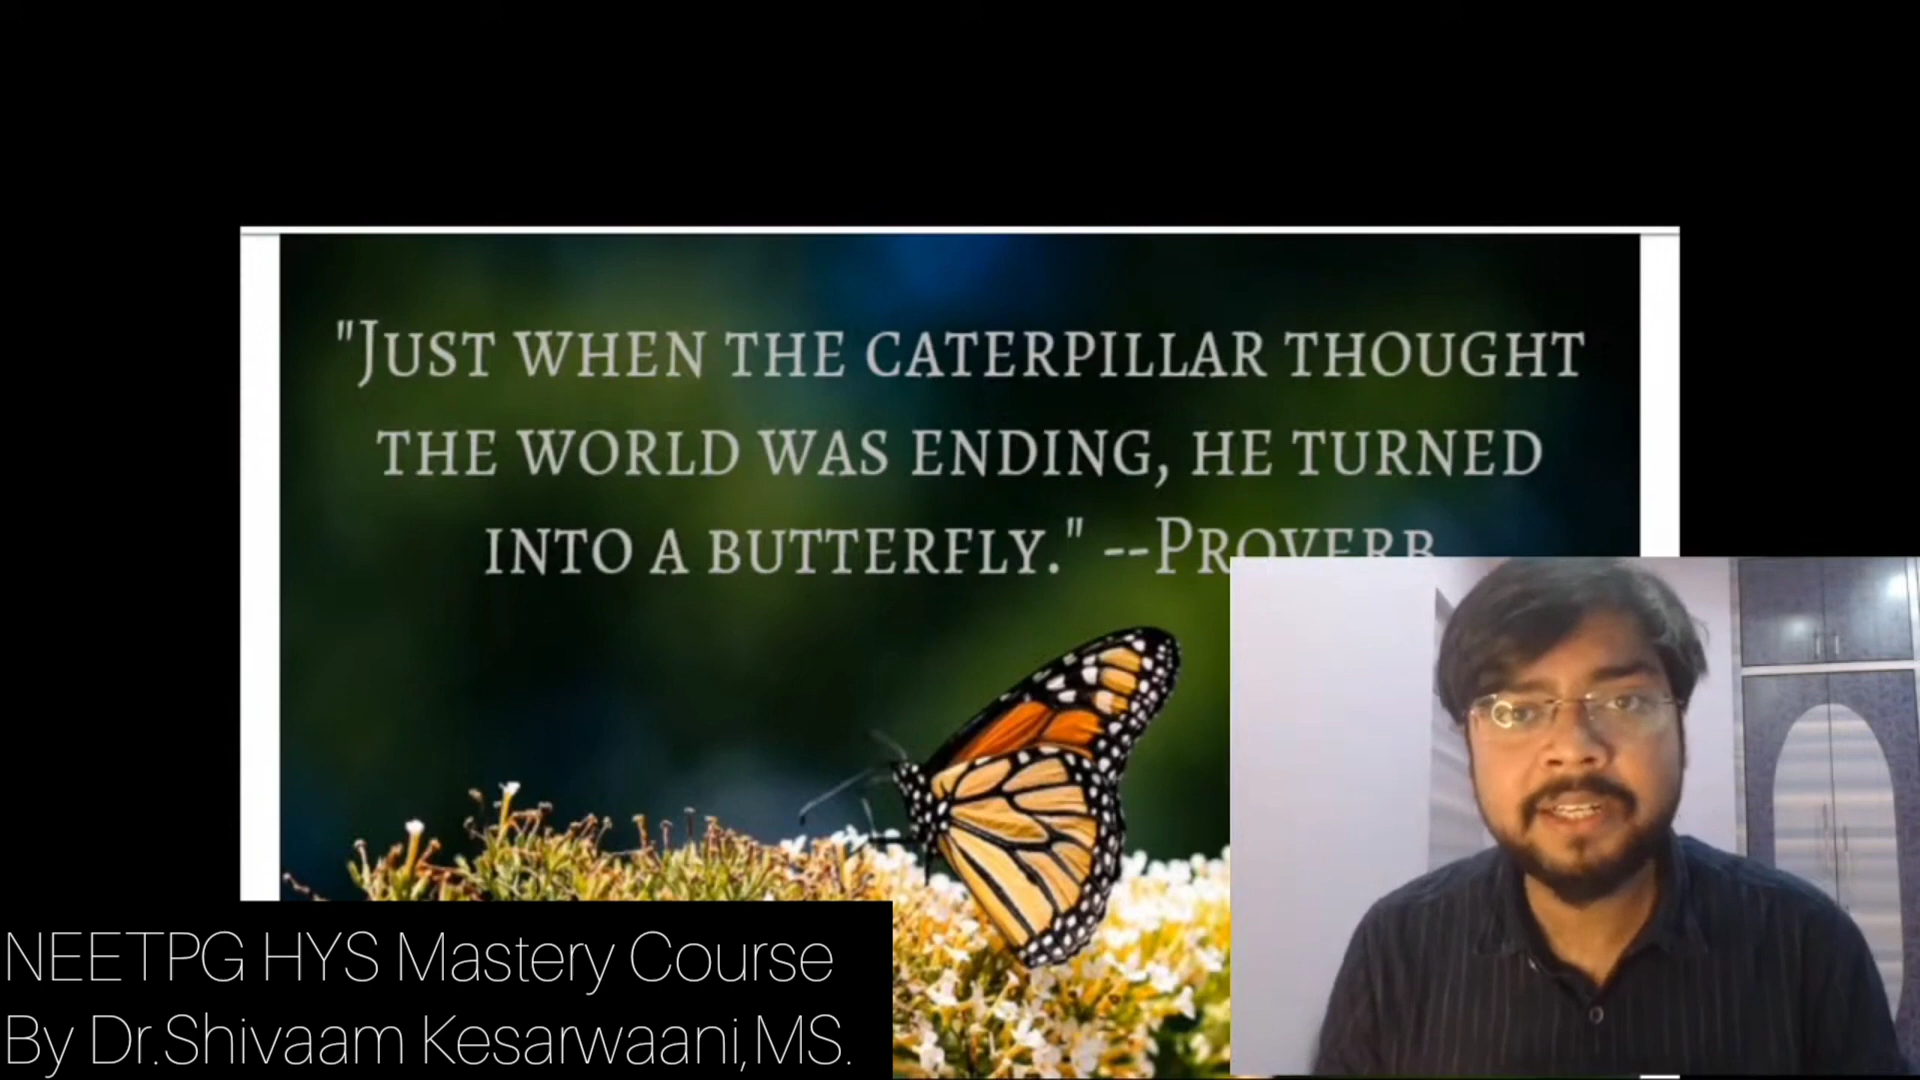 "JUST WHEN THE CATERPILLAR THOUGHT
THE WORLD WAS ENDING, HE TURNED
INTO A BUTTERFLY." --PROVERB
NEETPG HYS Mastery Course
By Dr.Shivaam Kesarwaani,MS.